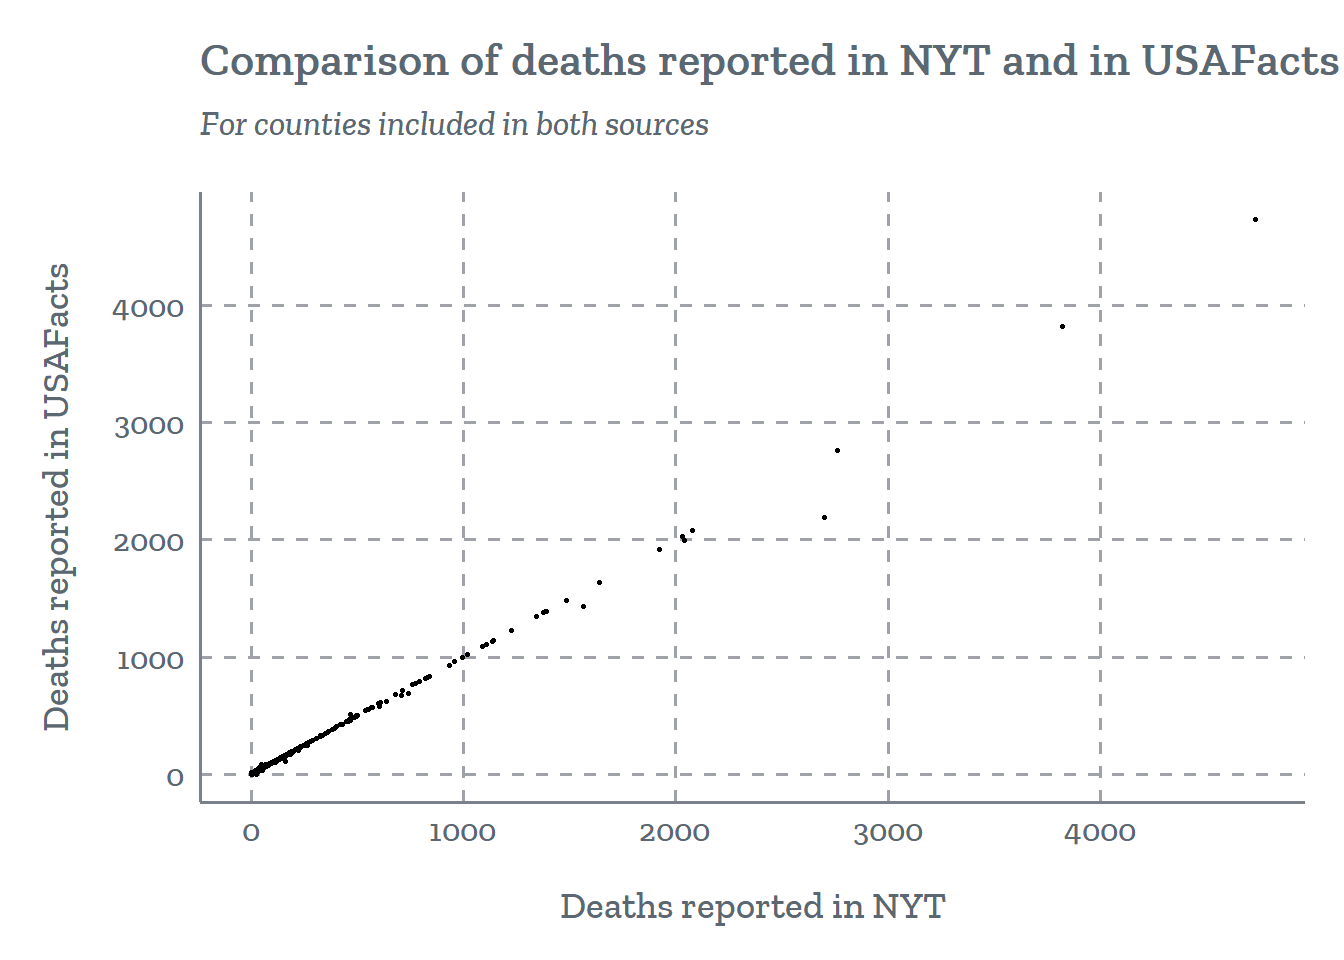 Comparison of deaths reported in NYT and in USAFacts
For counties included in both sources
Deaths reported in USAFacts
4000
3000
2000
1000
0
0 1000 2000 3000 4000
Deaths reported in NYT